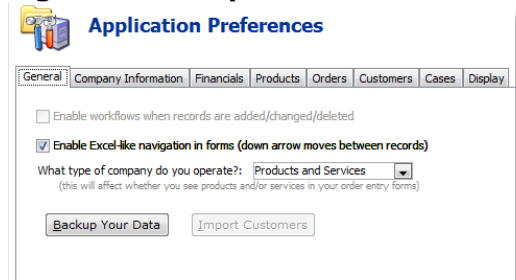 Application Preferences
General Company Information Financials Products Orders Customers Cases Display
Enable workflows when records are added/changed/deleted
Enable Excel-like navigation in forms (down arrow moves between records)
What type of company do you operate?: Products and Services
(this will affect whether you see products and/or services in your order entry forms)
Backup Your Data Import Customers